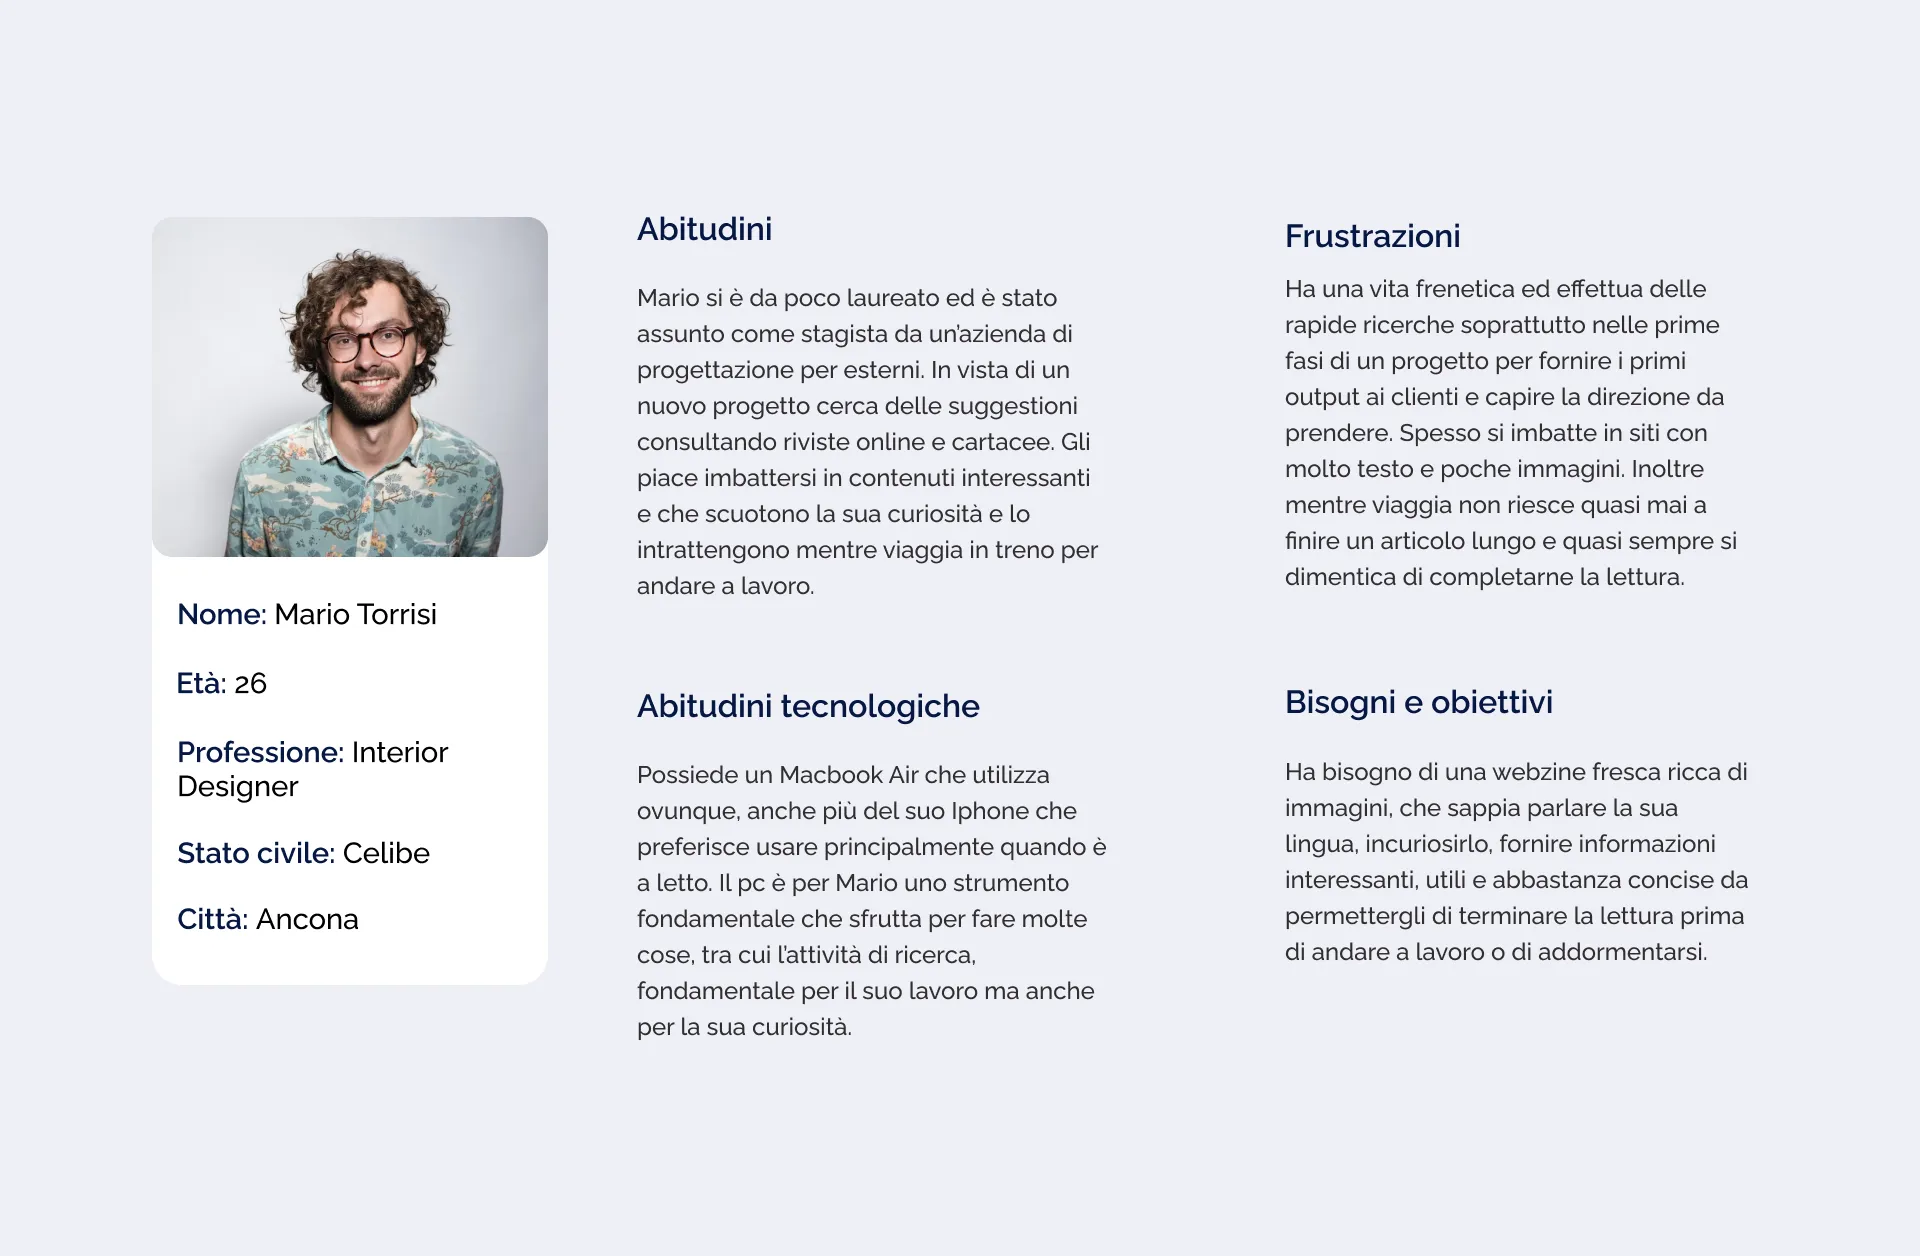 Nome: Mario Torrisi
Età: 26
Professione: Interior
Designer
Stato civile: Celibe
Città: Ancona
Abitudini
Mario si è da poco laureato ed è stato
assunto come stagista da un’azienda di
progettazione per esterni. In vista di un
nuovo progetto cerca delle suggestioni
consultando riviste online e cartacee. Gli
piace imbattersi in contenuti interessanti
e che scuotono la sua curiosità e lo
intrattengono mentre viaggia in treno per
andare a lavoro.
Abitudini tecnologiche
Possiede un Macbook Air che utilizza
ovunque, anche più del suo Iphone che
preferisce usare principalmente quando è
a letto. Il pc è per Mario uno strumento
fondamentale che sfrutta per fare molte
cose, tra cui l’attività di ricerca,
fondamentale per il suo lavoro ma anche
per la sua curiosità.
Frustrazioni
Ha una vita frenetica ed effettua delle
rapide ricerche soprattutto nelle prime
fasi di un progetto per fornire i primi
output ai clienti e capire la direzione da
prendere. Spesso si imbatte in siti con
molto testo e poche immagini. Inoltre
mentre viaggia non riesce quasi mai a
finire un articolo lungo e quasi sempre si
dimentica di completarne la lettura.
Bisogni e obiettivi
Ha bisogno di una webzine fresca ricca di
immagini, che sappia parlare la sua
lingua, incuriosirlo, fornire informazioni
interessanti, utili e abbastanza concise da
permettergli di terminare la lettura prima
di andare a lavoro o di addormentarsi.